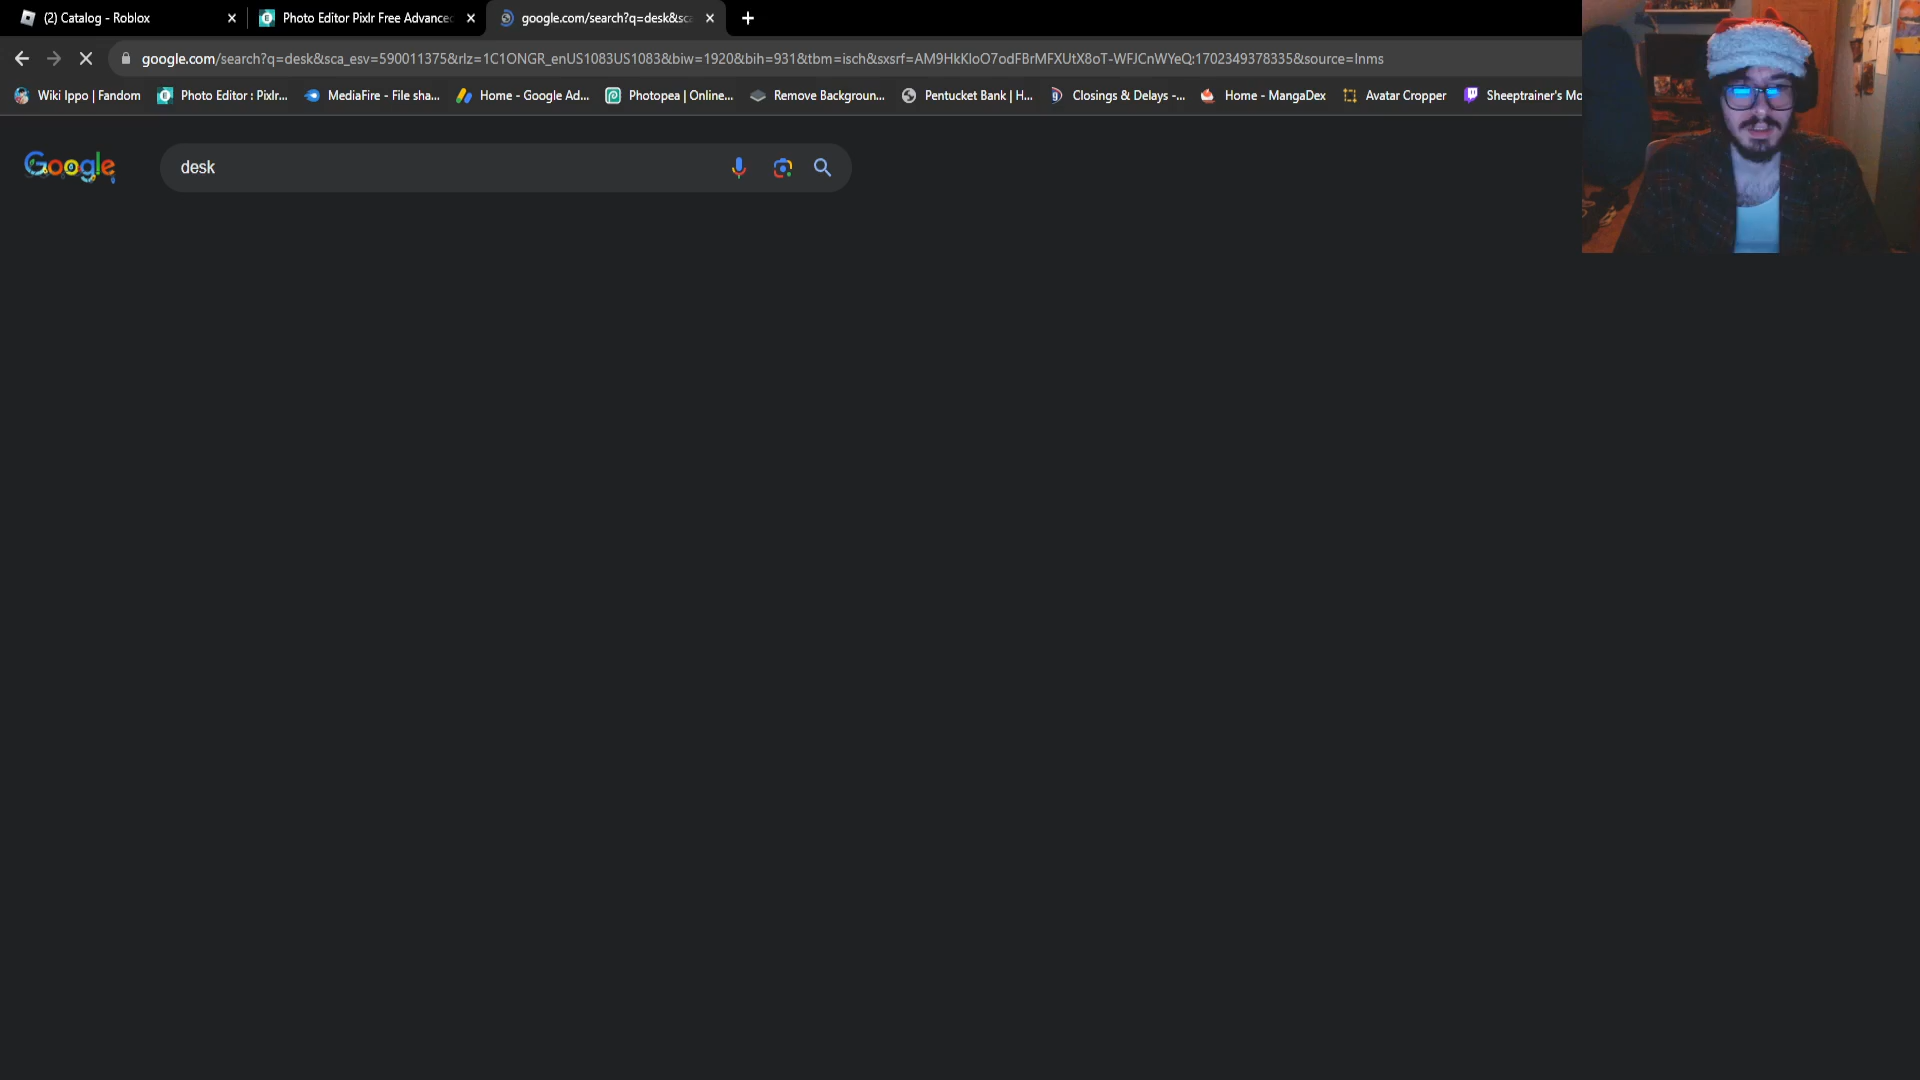 (2) Catalog - Roblox
Photo Editor Pixlr Free Advance
google.com/search?q=desk&sc
google.com/search?q=desk&sca_esv=590011375&rlz=1C1ONGR_enUS1083US1083&biw=1920&bih=931&tbm=isch&sxsrf=AM9HkKloO7odFBrMFXUtX8oT-WFJCnWYeQ:1702349378335&source=lnms
Wiki Ippo | Fandom
Photo Editor : Pixlr...
MediaFire - File sha...
Home - Google Ad...
Photopea | Online...
Remove Backgroun...
Pentucket Bank | H...
Closings & Delays -...
Home - MangaDex
Avatar Cropper
Sheeptrainer's Mo
Google
desk